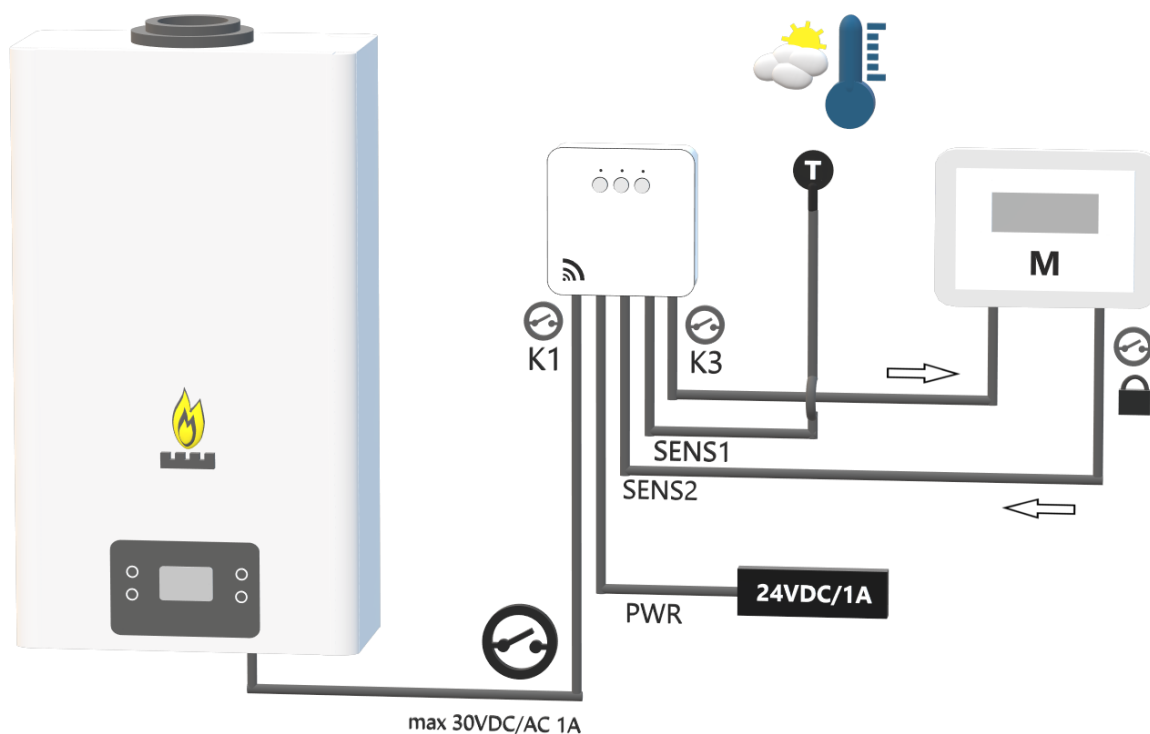 T
M
K1
K3
SENS1
SENS2
24VDC/1A
PWR
max 30VDC/AC 1A